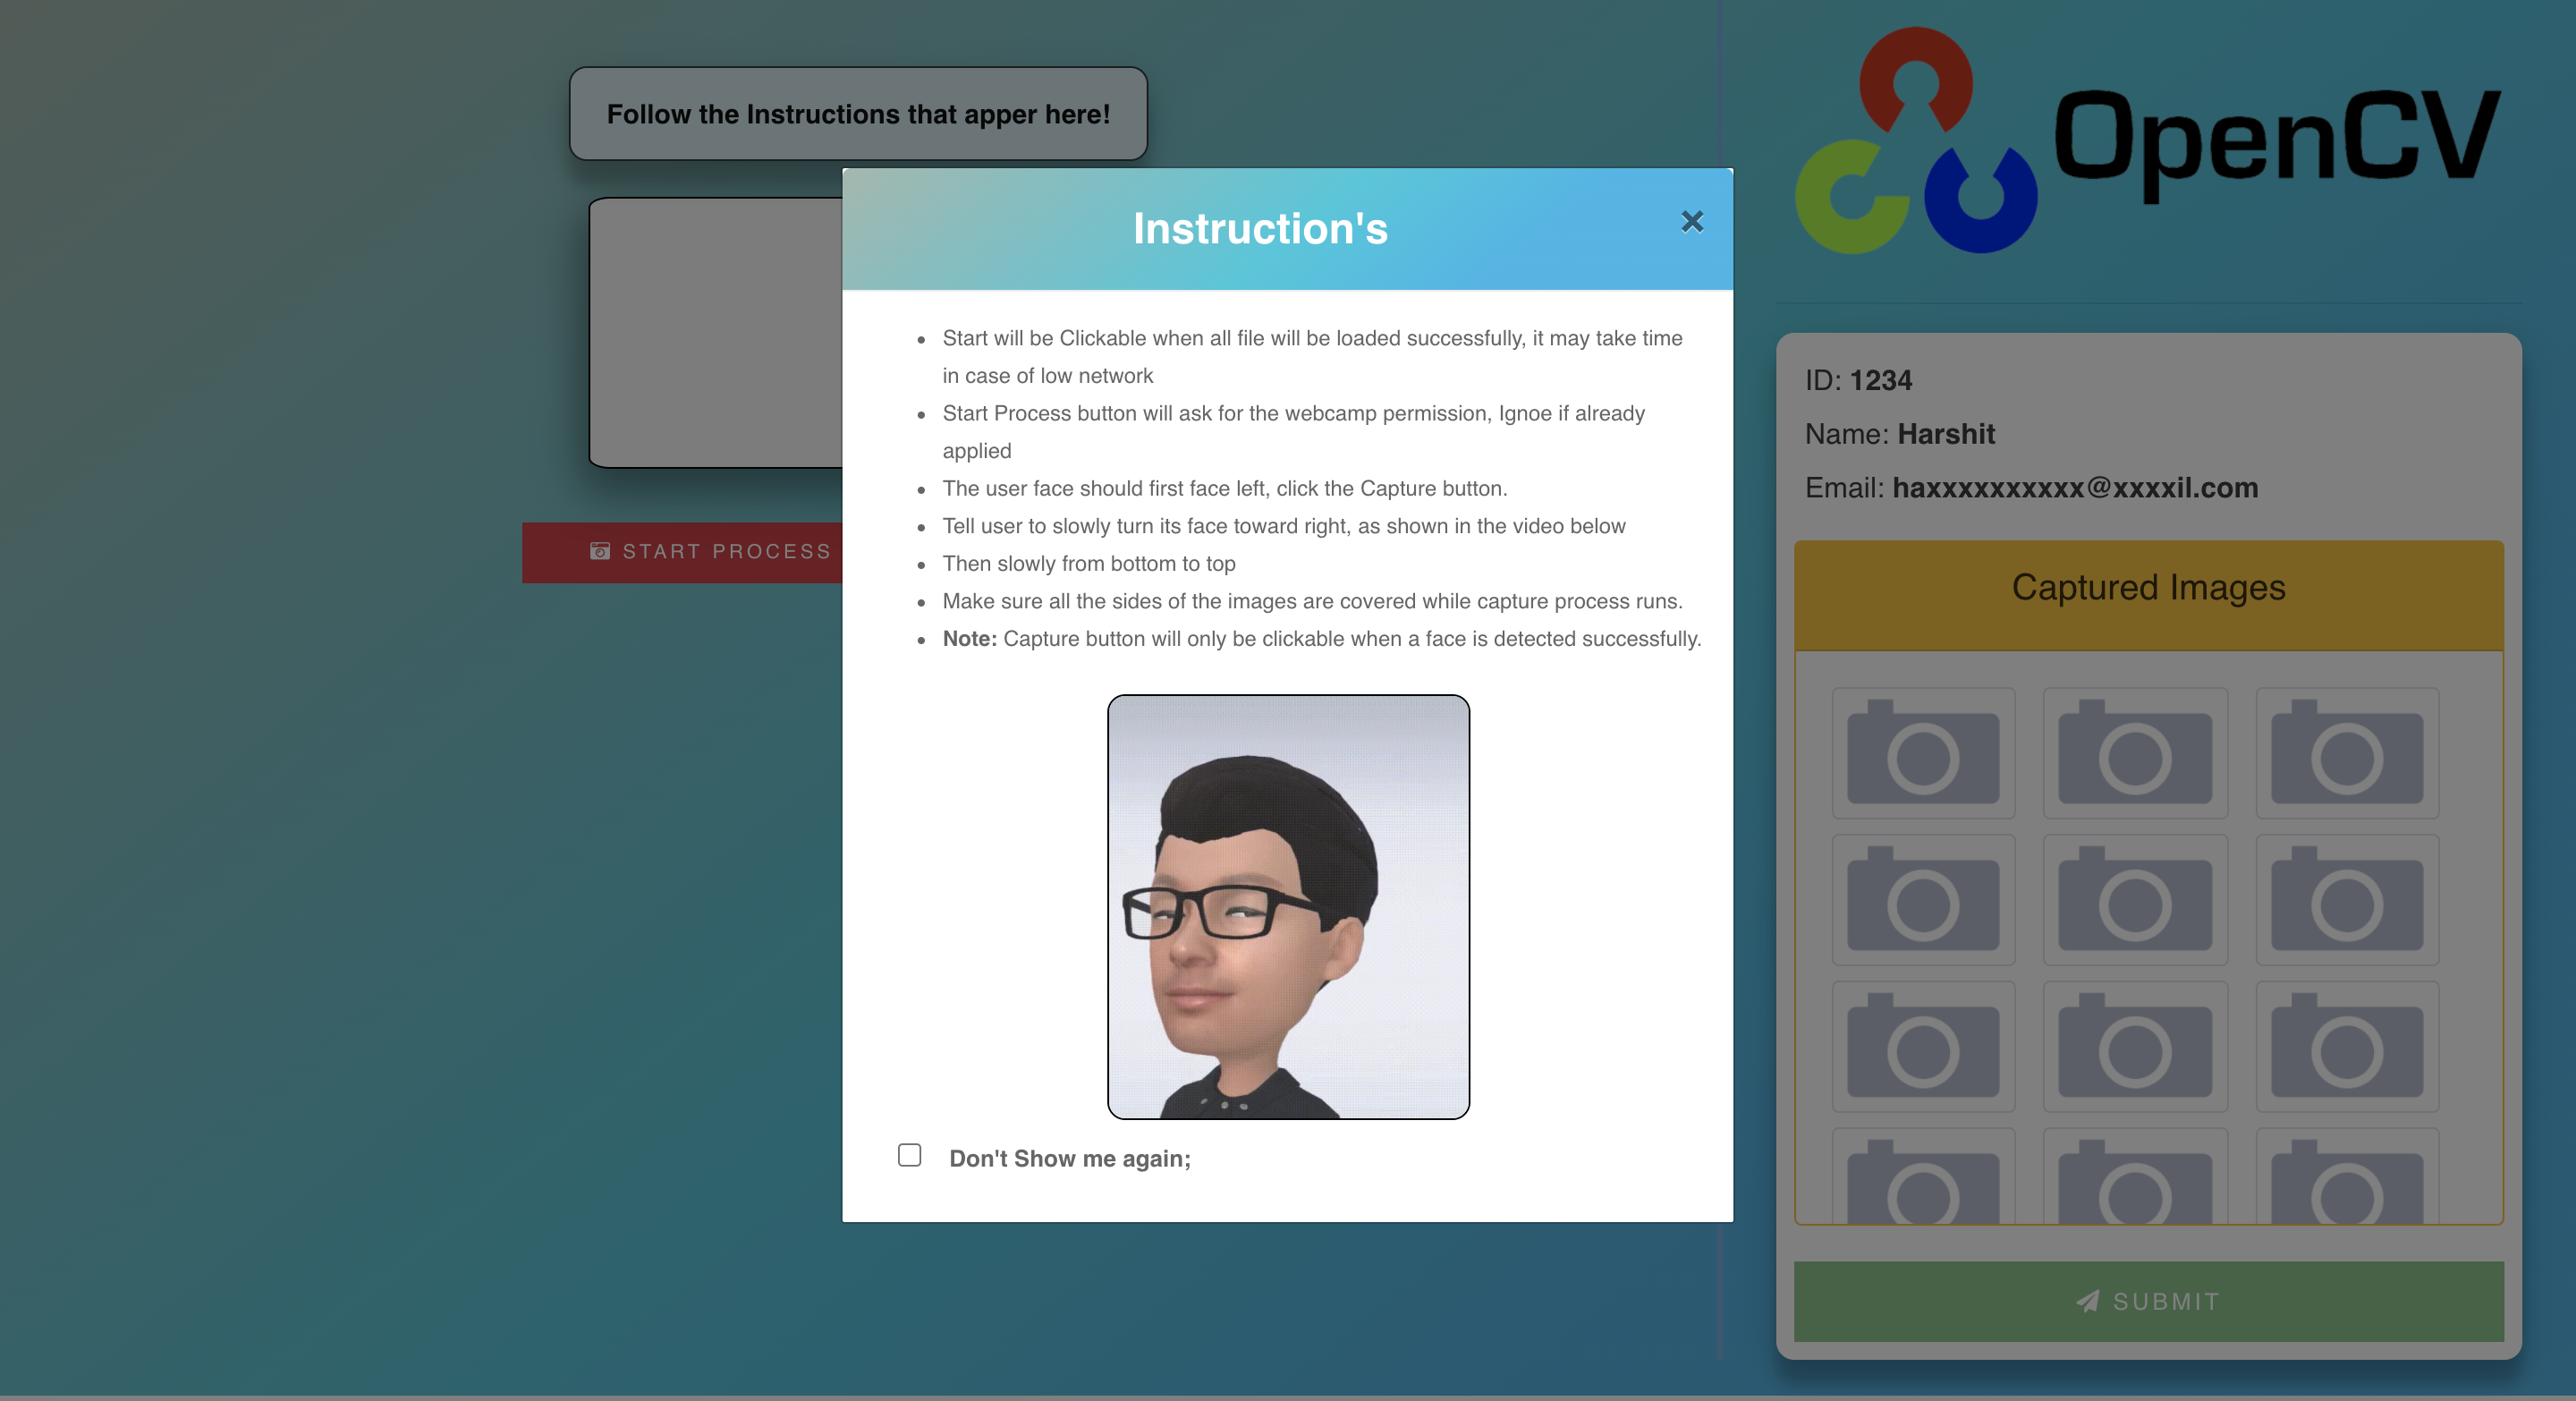 Follow the Instructions that apper here!
START PROCESS
Instruction's
×
Start will be Clickable when all file will be loaded successfully, it may take time
in case of low network
Start Process button will ask for the webcamp permission, Ignoe if already
applied
The user face should first face left, click the Capture button.
Tell user to slowly turn its face toward right, as shown in the video below
Then slowly from bottom to top
Make sure all the sides of the images are covered while capture process runs.
Note: Capture button will only be clickable when a face is detected successfully.
Don't Show me again;
OpenCV
ID: 1234
Name: Harshit
Email: haxxxxxxxxxx@xxxxil.com
Captured Images
SUBMIT